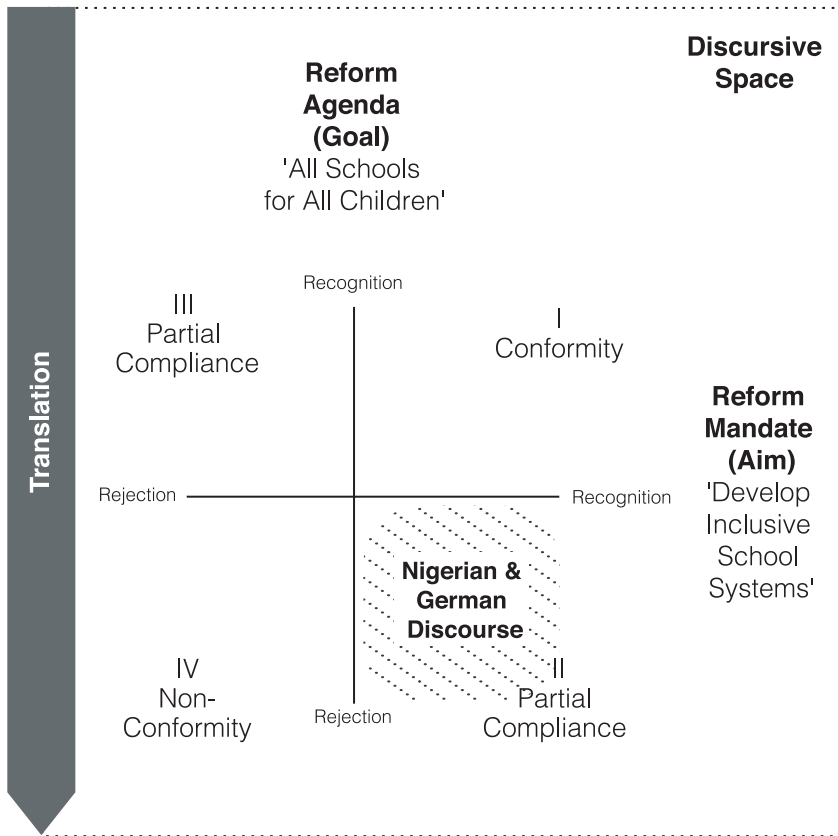 Discursive
Space
Reform
Agenda
(Goal)
'All Schools
for All Children'
Recognition
III
Partial
Compliance
I
Conformity
Translation
Reform
Mandate
(Aim)
'Develop
Inclusive
School
Systems'
Rejection
Recognition
Nigerian &
German
Discourse
IV
Non-
Conformity
Rejection
II
Partial
Compliance